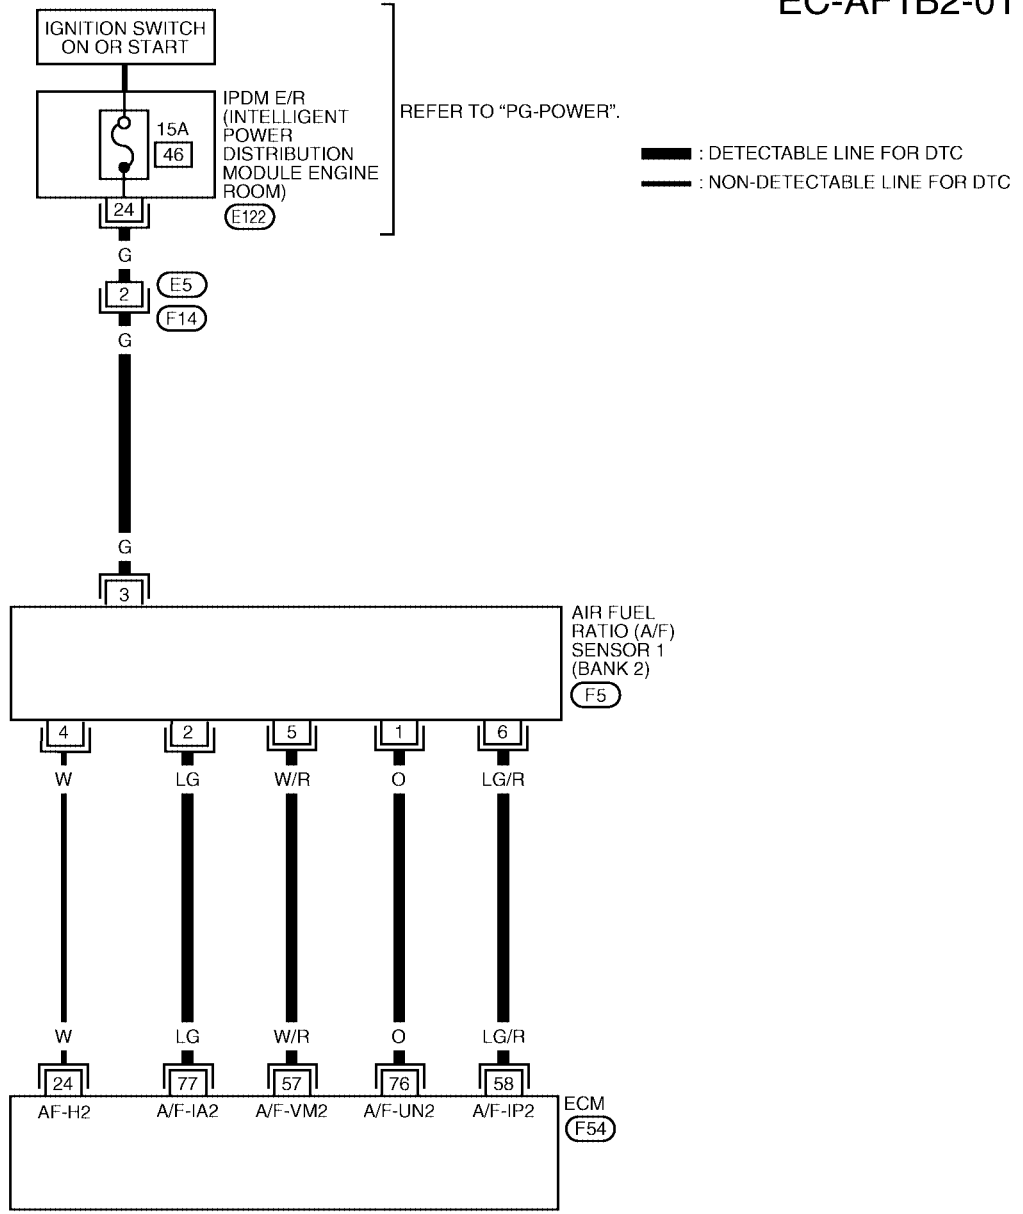 EC-AF1B2-01
IGNITION SWITCH
ON OR START
IPDM E/R
(INTELLIGENT
POWER
DISTRIBUTION
MODULE ENGINE
ROOM)
E122
15A
46
REFER TO “PG-POWER”.
: DETECTABLE LINE FOR DTC
: NON-DETECTABLE LINE FOR DTC
24
G
2
E5
F14
G
G
3
AIR FUEL
RATIO (A/F)
SENSOR 1
(BANK 2)
F5
4 2 5 1 6
W LG W/R O LG/R
W LG W/R O LG/R
24 77 57 76 58
AF-H2 A/F-IA2 A/F-VM2 A/F-UN2 A/F-IP2
ECM
F54